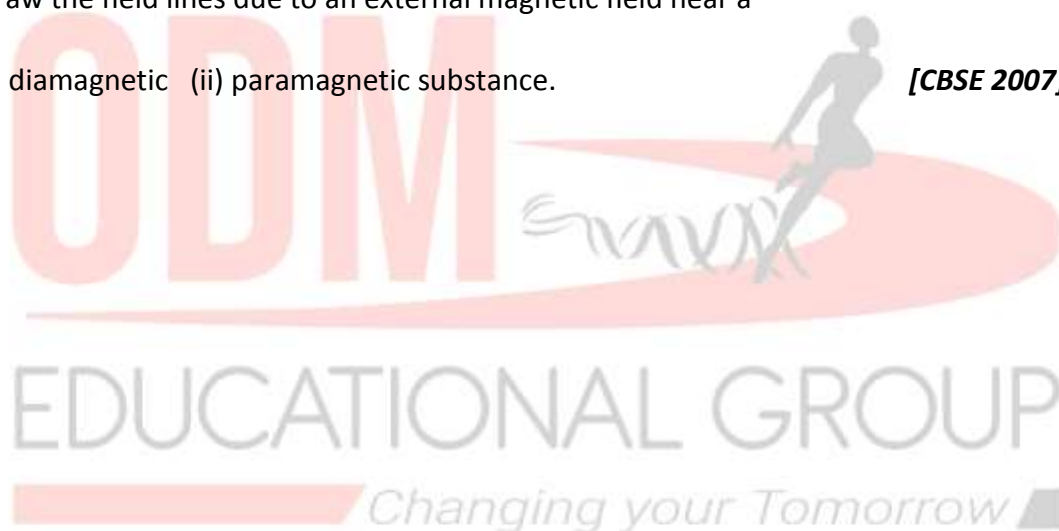 aw the field lines due to an external magnetic field near a
diamagnetic (ii) paramagnetic substance. [CBSE 2007]
ODM
EDUCATIONAL GROUP
Changing your Tomorrow